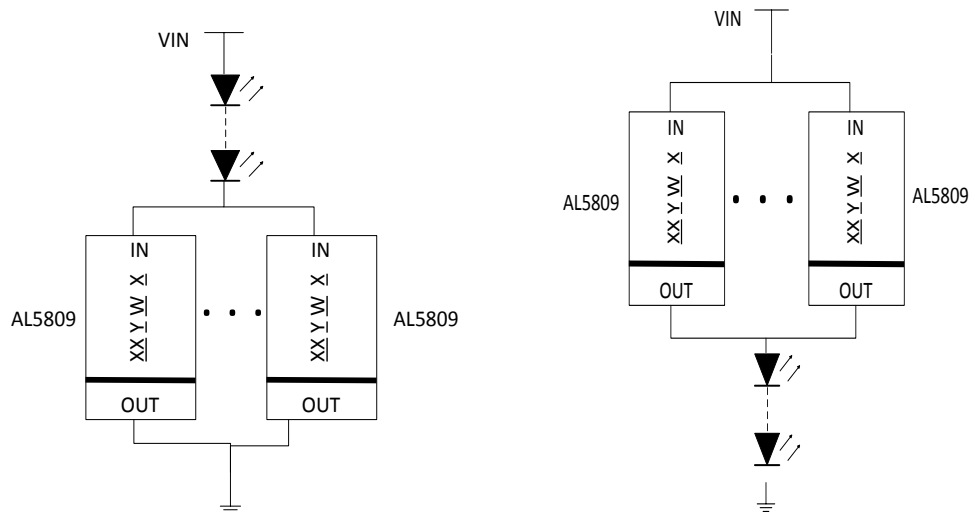 VIN
IN
IN
XX Y W X
XX Y W X
AL5809
AL5809
OUT
OUT
VIN
IN
IN
XX Y W X
XX Y W X
AL5809
AL5809
OUT
OUT